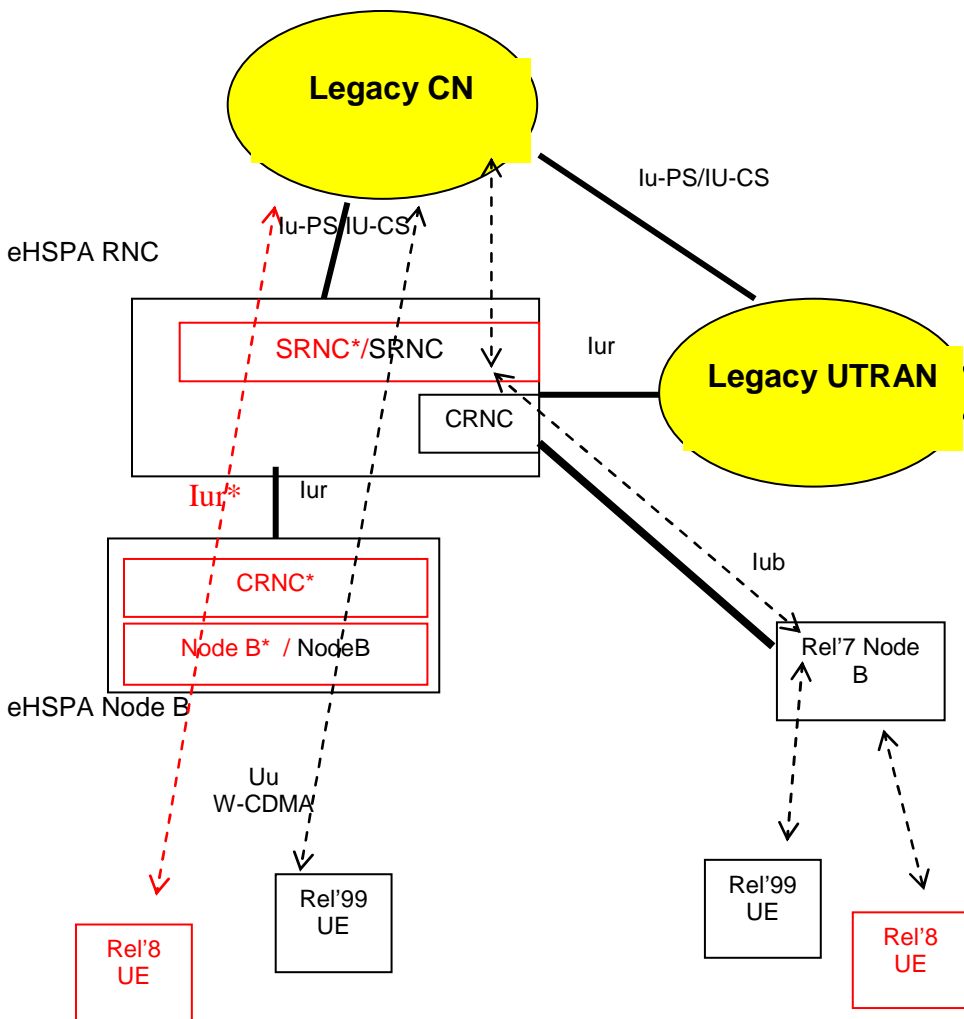 Legacy CN
Iu-PS/IU-CS
Iu-PS/IU-CS
eHSPA RNC
SRNC*/SRNC
Iur
Legacy UTRAN
CRNC
Iur*
Iur
Iub
CRNC*
Node B* / NodeB
Rel’7 Node
B
eHSPA Node B
Uu
W-CDMA
Rel’99
UE
Rel’99
UE
Rel’8
UE
Rel’8
UE